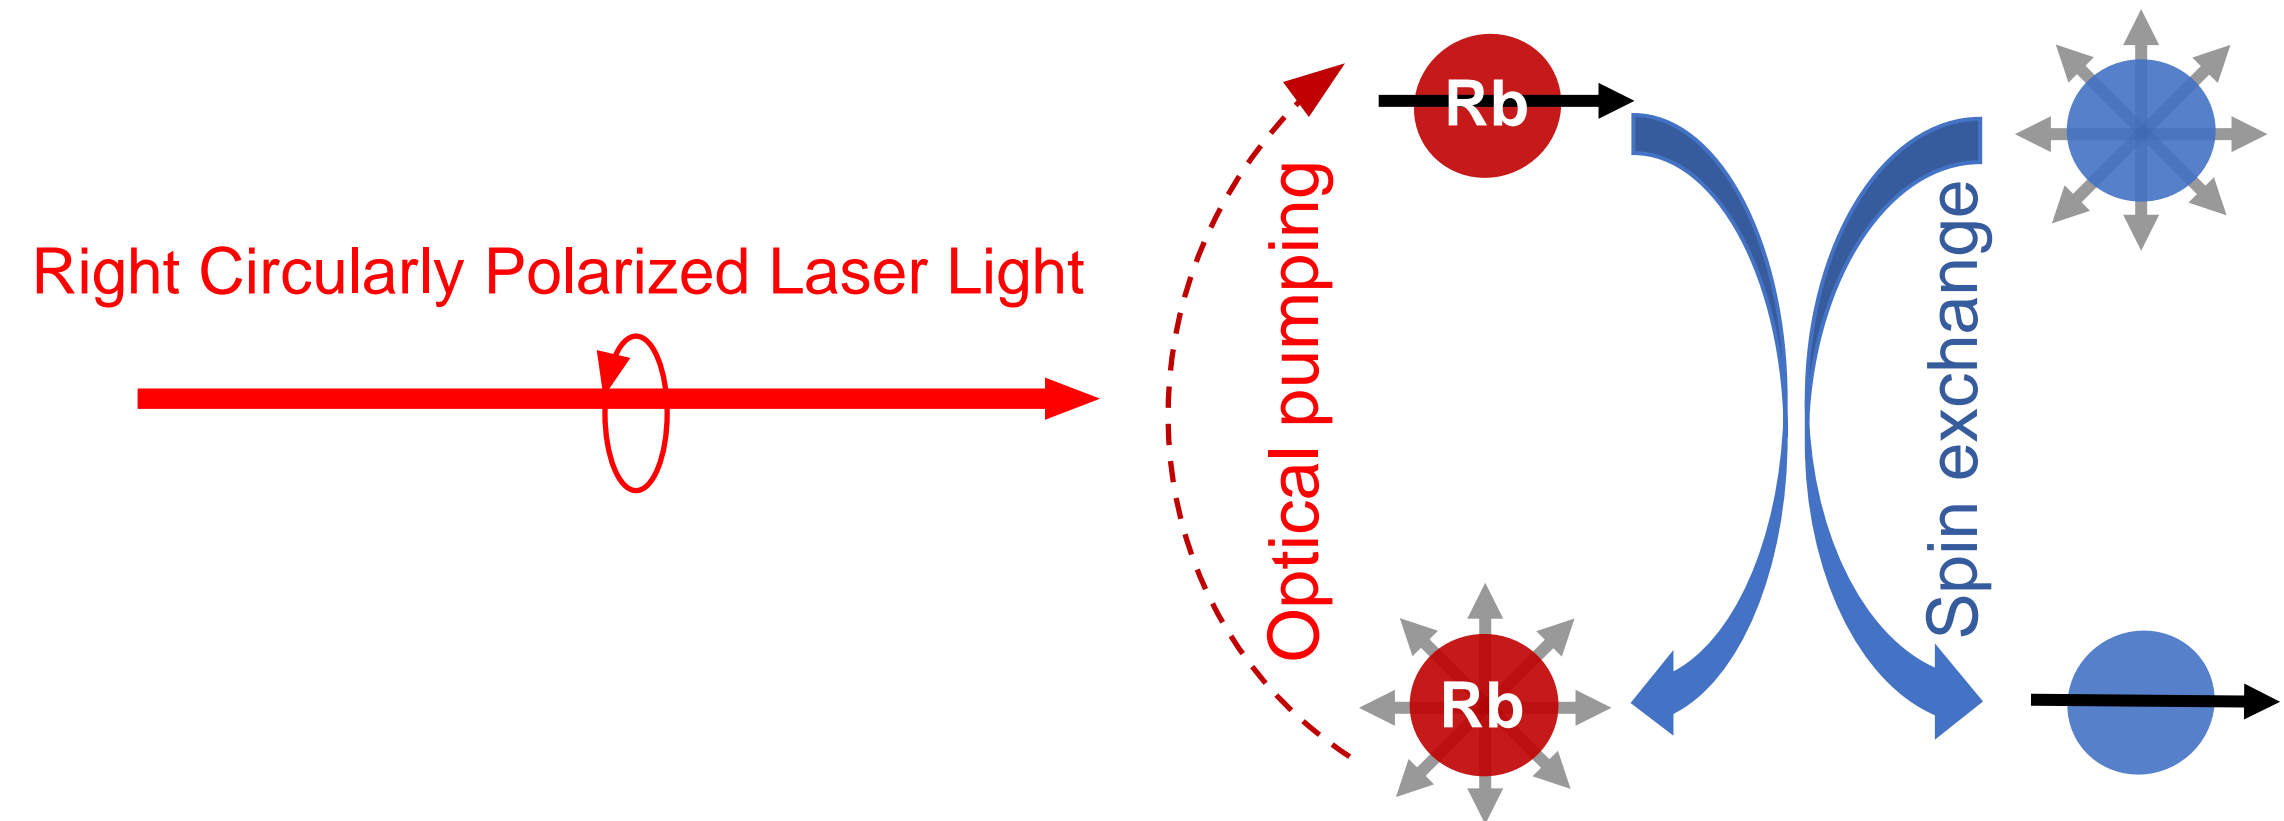 Right Circularly Polarized Laser Light
Optical pumping
Rb
Rb
Spin exchange